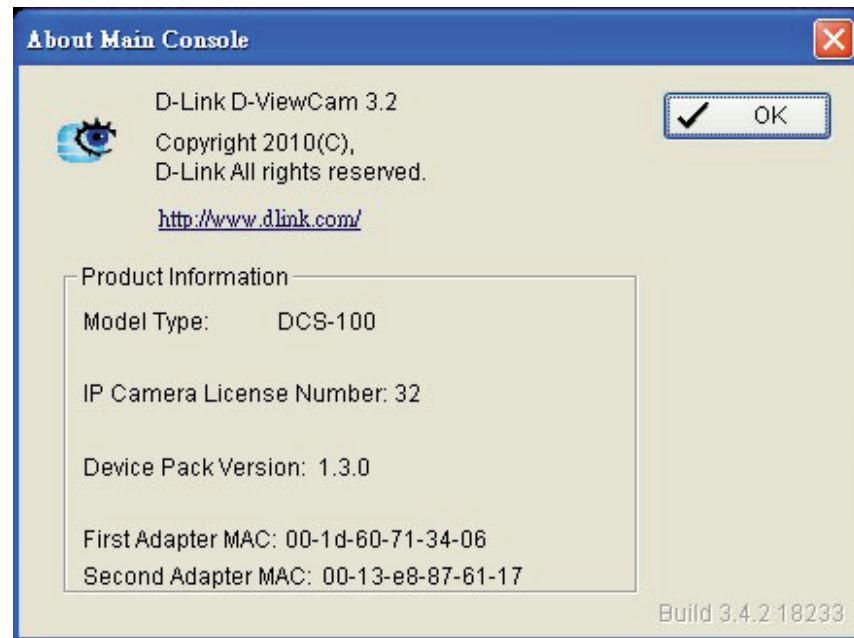 About Main Console
D-Link D-ViewCam 3.2
OK
Copyright 2010(C),
D-Link All rights reserved.
http://www.dlink.com/
Product Information
Model Type: DCS-100
IP Camera License Number: 32
Device Pack Version: 1.3.0
First Adapter MAC: 00-1d-60-71-34-06
Second Adapter MAC: 00-13-e8-87-61-17
Build 3.4.2 18233